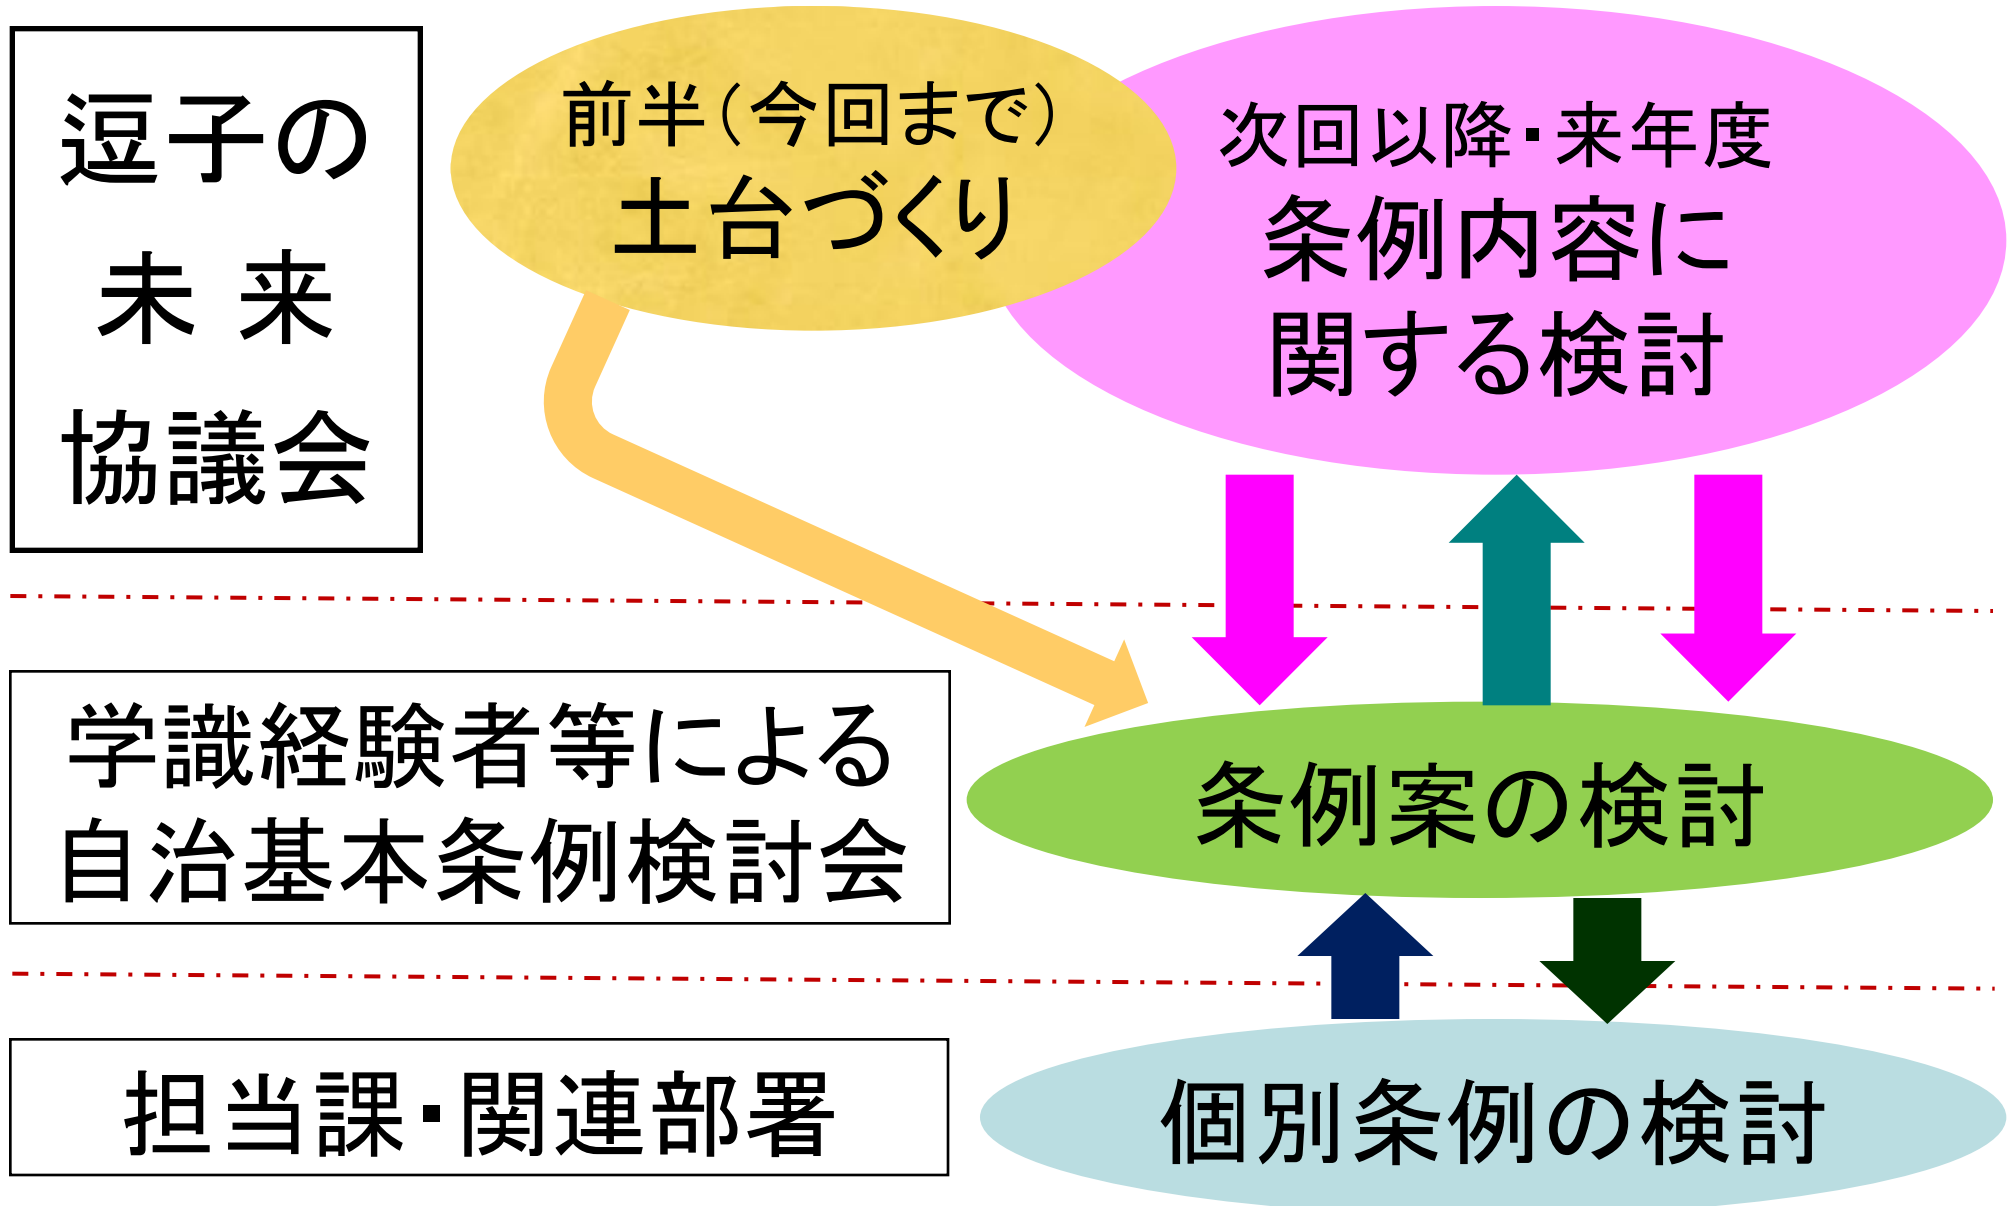 逗子の
未 来
協議会
前半（今回まで）
土台づくり
次回以降・来年度
条例内容に
関する検討
学識経験者等による
自治基本条例検討会
条例案の検討
担当課・関連部署
個別条例の検討